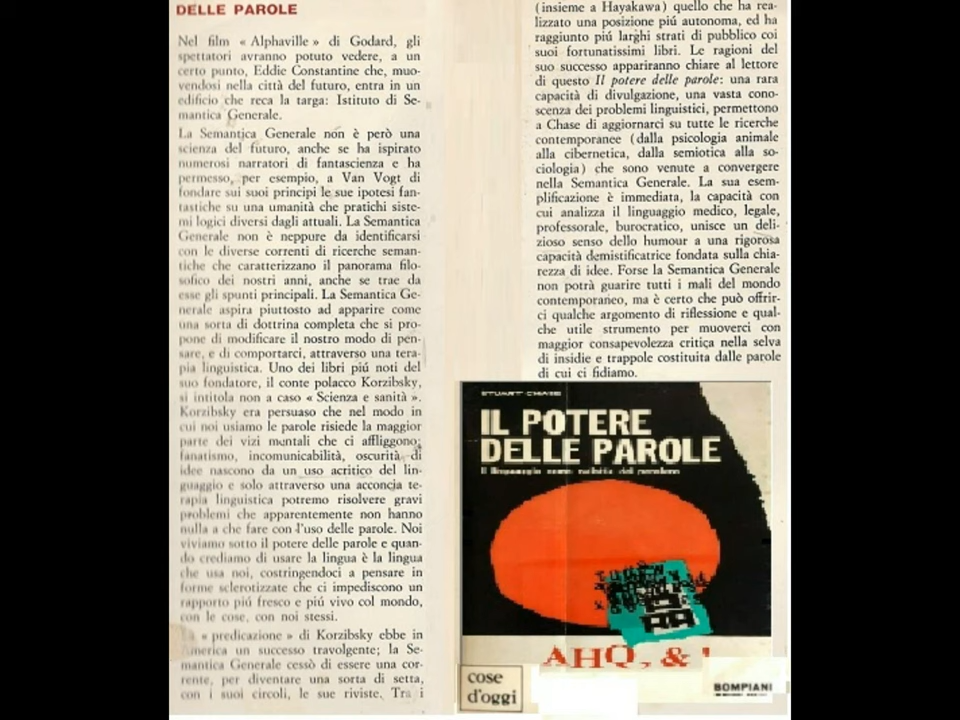 DELLE PAROLE
Nel film « Alphaville » di Godard, gli
spettatori avranno potuto vedere, a un
certo punto, Eddie Constantine che, muo-
vendosi nella città del futuro, entra in un
edificio che reca la targa: Istituto di Se-
mantica Generale.
La Semantica Generale non è però una
scienza del futuro, anche se ha ispirato
numerosi narratori di fantascienza e ha
permesso, per esempio, a Van Vogt di
fondare sui suoi principi le sue ipotesi fan-
tastiche su una umanità che pratichi siste-
mi logici diversi dagli attuali. La Semantica
Generale non è neppure da identificarsi
con le diverse correnti di ricerche seman-
tiche che caratterizzano il panorama filo-
sofico dei nostri anni, anche se trae da
esse gli spunti principali. La Semantica Ge-
nerale aspira piuttosto ad apparire come
una sorta di dottrina completa che si pro-
pone di modificare il nostro modo di pen-
sare, e di comportarci, attraverso una tera-
pia linguistica. Uno dei libri piú noti del
suo fondatore, il conte polacco Korzibsky,
si intitola non a caso « Scienza e sanità ».
Korzibsky era persuaso che nel modo in
cui noi usiamo le parole risiede la maggior
parte dei vizi mentali che ci affliggono;
fanatismo, incomunicabilità, oscurità di
idee nascono da un uso acritico del lin-
guaggio e solo attraverso una acconcia te-
rapia linguistica potremo risolvere gravi
problemi che apparentemente non hanno
nulla a che fare con l'uso delle parole. Noi
viviamo sotto il potere delle parole e quan-
do crediamo di usare la lingua è la lingua
che usa noi, costringendoci a pensare in
forme sclerotizzate che ci impediscono un
rapporto piú fresco e piú vivo col mondo,
con le cose, con noi stessi.
La « predicazione » di Korzibsky ebbe in
America un successo travolgente; la Se-
mantica Generale cessò di essere una cor-
rente, per diventare una sorta di setta,
con i suoi circoli, le sue riviste. Tra i
(insieme a Hayakawa) quello che ha rea-
lizzato una posizione piú autonoma, ed ha
raggiunto piú larghi strati di pubblico coi
suoi fortunatissimi libri. Le ragioni del
suo successo appariranno chiare al lettore
di questo Il potere delle parole: una rara
capacità di divulgazione, una vasta cono-
scenza dei problemi linguistici, permettono
a Chase di aggiornarci su tutte le ricerche
contemporanee (dalla psicologia animale
alla cibernetica, dalla semiotica alla so-
ciologia) che sono venute a convergere
nella Semantica Generale. La sua esem-
plificazione è immediata, la capacità con
cui analizza il linguaggio medico, legale,
professorale, burocratico, unisce un deli-
zioso senso dello humour a una rigorosa
capacità demistificatrice fondata sulla chia-
rezza di idee. Forse la Semantica Generale
non potrà guarire tutti i mali del mondo
contemporaneo, ma è certo che può offrir-
ci qualche argomento di riflessione e qual-
che utile strumento per muoverci con
maggior consapevolezza critica nella selva
di insidie e trappole costituita dalle parole
di cui ci fidiamo.
STUART CHASE
IL POTERE
DELLE PAROLE
Il linguaggio come
AHQ, & !
cose
d'oggi
BOMPIANI